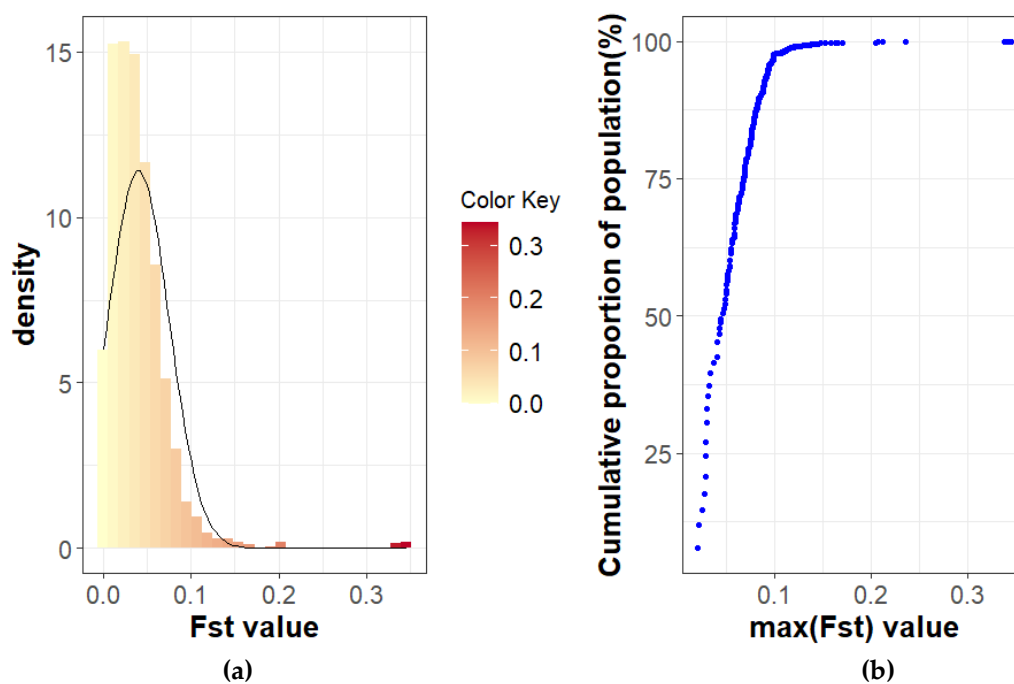 density
15
10
5
0
0.0 0.1 0.2 0.3
Fst value
(a)
Color Key
0.3
0.2
0.1
0.0
Cumulative proportion of population(%)
100
75
50
25
0.1 0.2 0.3
max(Fst) value
(b)